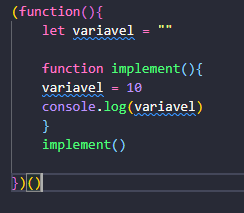 (function(){
let variavel = ""
function implement(){
variavel = 10
console.log(variavel)
}
implement()
})()